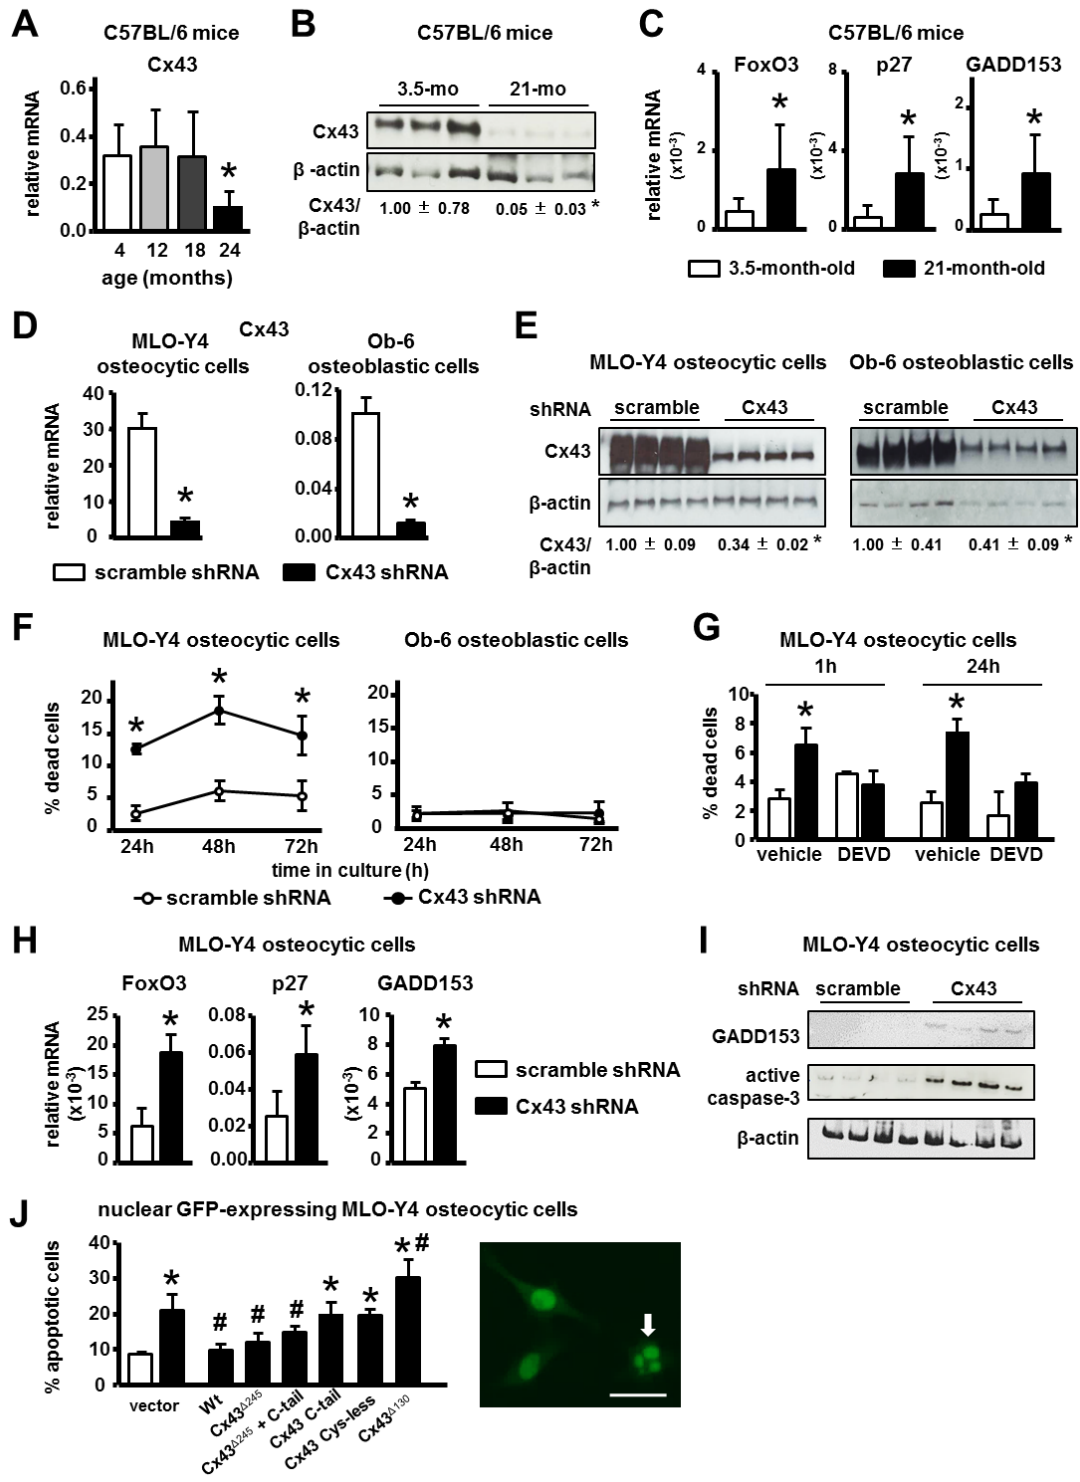 A
C57BL/6 mice
Cx43
relative mRNA
0.6
0.4
0.2
0.0
*
4 12 18 24
age (months)
B
C57BL/6 mice
3.5-mo 21-mo
Cx43
β -actin
Cx43/
β-actin
1.00 ± 0.78 0.05 ± 0.03 *
C
C57BL/6 mice
FoxO3 p27 GADD153
relative mRNA
(x10⁻³)
4
2
0
*
(x10⁻³)
8
4
0
*
(x10⁻³)
2
1
0
*
3.5-month-old 21-month-old
D
Cx43
MLO-Y4
osteocytic cells
Ob-6
osteoblastic cells
relative mRNA
40
30
20
10
0
*
0.12
0.08
0.04
0.00
*
scramble shRNA Cx43 shRNA
E
MLO-Y4 osteocytic cells Ob-6 osteoblastic cells
shRNA scramble Cx43 scramble Cx43
Cx43
β-actin
Cx43/
β-actin
1.00 ± 0.09 0.34 ± 0.02 * 1.00 ± 0.41 0.41 ± 0.09 *
F
MLO-Y4 osteocytic cells Ob-6 osteoblastic cells
% dead cells
20
15
10
5
0
* * *
24h 48h 72h
20
15
10
5
0
24h 48h 72h
time in culture (h)
scramble shRNA Cx43 shRNA
G
MLO-Y4 osteocytic cells
1h 24h
% dead cells
10
8
6
4
2
0
* *
vehicle DEVD vehicle DEVD
H
MLO-Y4 osteocytic cells
FoxO3 p27 GADD153
relative mRNA
(x10⁻³)
25
20
15
10
5
0
*
0.08
0.06
0.04
0.02
0.00
*
(x10⁻³)
10
8
6
4
2
0
*
scramble shRNA
Cx43 shRNA
I
MLO-Y4 osteocytic cells
shRNA scramble Cx43
GADD153
active
caspase-3
β-actin
J
nuclear GFP-expressing MLO-Y4 osteocytic cells
% apoptotic cells
40
30
20
10
0
* # # # * * * #
vector
Wt
Cx43Δ245
Cx43Δ245 + C-tail
Cx43 C-tail
Cx43 Cys-less
Cx43Δ130